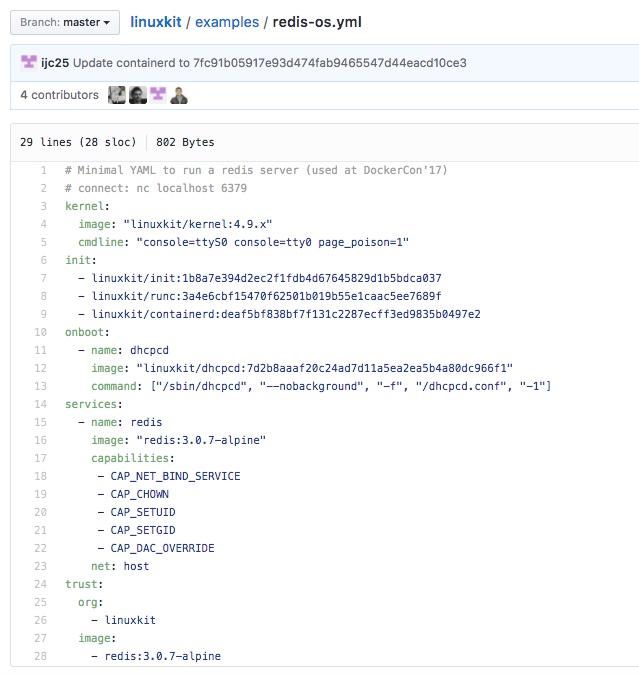 Branch: master linuxkit / examples / redis-os.yml
ijc25 Update containerd to 7fc91b05917e93d474fab9465547d44eacd10ce3
4 contributors
29 lines (28 sloc) 802 Bytes
1 # Minimal YAML to run a redis server (used at DockerCon'17)
2 # connect: nc localhost 6379
3 kernel:
4 image: "linuxkit/kernel:4.9.x"
5 cmdline: "console=ttyS0 console=tty0 page_poison=1"
6 init:
7 - linuxkit/init:1b8a7e394d2ec2f1fdb4d67645829d1b5bdca037
8 - linuxkit/runc:3a4e6cbf15470f62501b019b55e1caac5ee7689f
9 - linuxkit/containerd:deaf5bf838bf7f131c2287ecff3ed9835b0497e2
10 onboot:
11 - name: dhcpcd
12 image: "linuxkit/dhcpcd:7d2b8aaaf20c24ad7d11a5ea2ea5b4a80dc966f1"
13 command: ["/sbin/dhcpcd", "--nobackground", "-f", "/dhcpcd.conf", "-1"]
14 services:
15 - name: redis
16 image: "redis:3.0.7-alpine"
17 capabilities:
18 - CAP_NET_BIND_SERVICE
19 - CAP_CHOWN
20 - CAP_SETUID
21 - CAP_SETGID
22 - CAP_DAC_OVERRIDE
23 net: host
24 trust:
25 org:
26 - linuxkit
27 image:
28 - redis:3.0.7-alpine